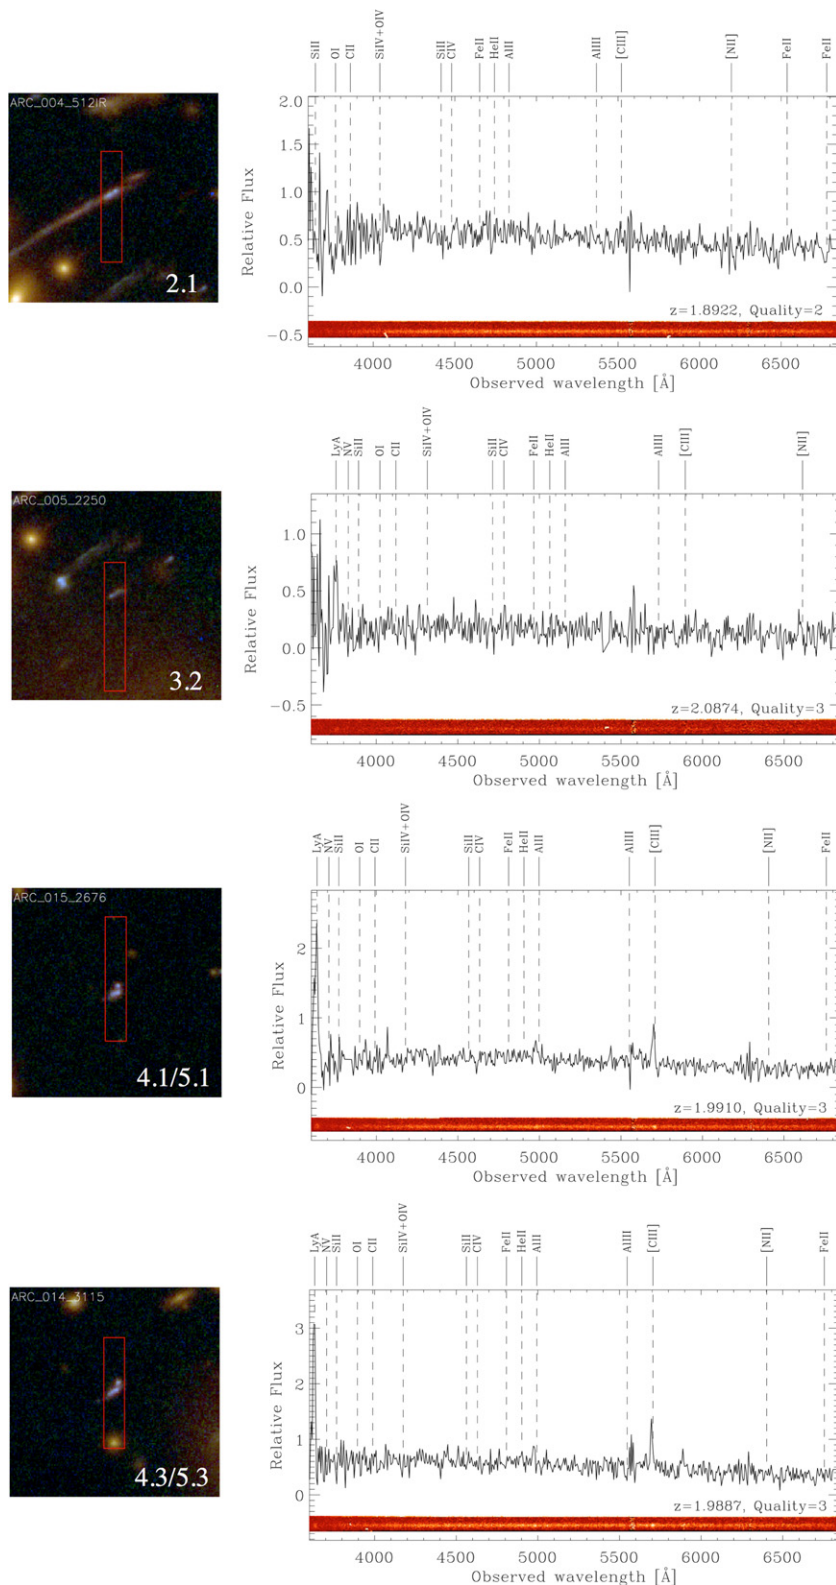 SiII OI CII SiIV+OIV SiII CIV FeII HeII AlII AlIII [CIII] [NII] FeII FeII
ARC_004_512IR
2.1
2.0
1.5
1.0
0.5
0.0
−0.5
Relative Flux
z=1.8922, Quality=2
4000 4500 5000 5500 6000 6500
Observed wavelength [Å]
LyA NV SiII OI CII SiIV+OIV SiII CIV FeII HeII AlII AlIII [CIII] [NII]
ARC_005_2250
3.2
1.0
0.5
0.0
−0.5
Relative Flux
z=2.0874, Quality=3
4000 4500 5000 5500 6000 6500
Observed wavelength [Å]
LyA NV SiII OI CII SiIV+OIV SiII CIV FeII HeII AlII AlIII [CIII] [NII] FeII
ARC_015_2676
4.1/5.1
2
1
0
Relative Flux
z=1.9910, Quality=3
4000 4500 5000 5500 6000 6500
Observed wavelength [Å]
LyA NV SiII OI CII SiIV+OIV SiII CIV FeII HeII AlII AlIII [CIII] [NII] FeII
ARC_014_3115
4.3/5.3
3
2
1
0
Relative Flux
z=1.9887, Quality=3
4000 4500 5000 5500 6000 6500
Observed wavelength [Å]